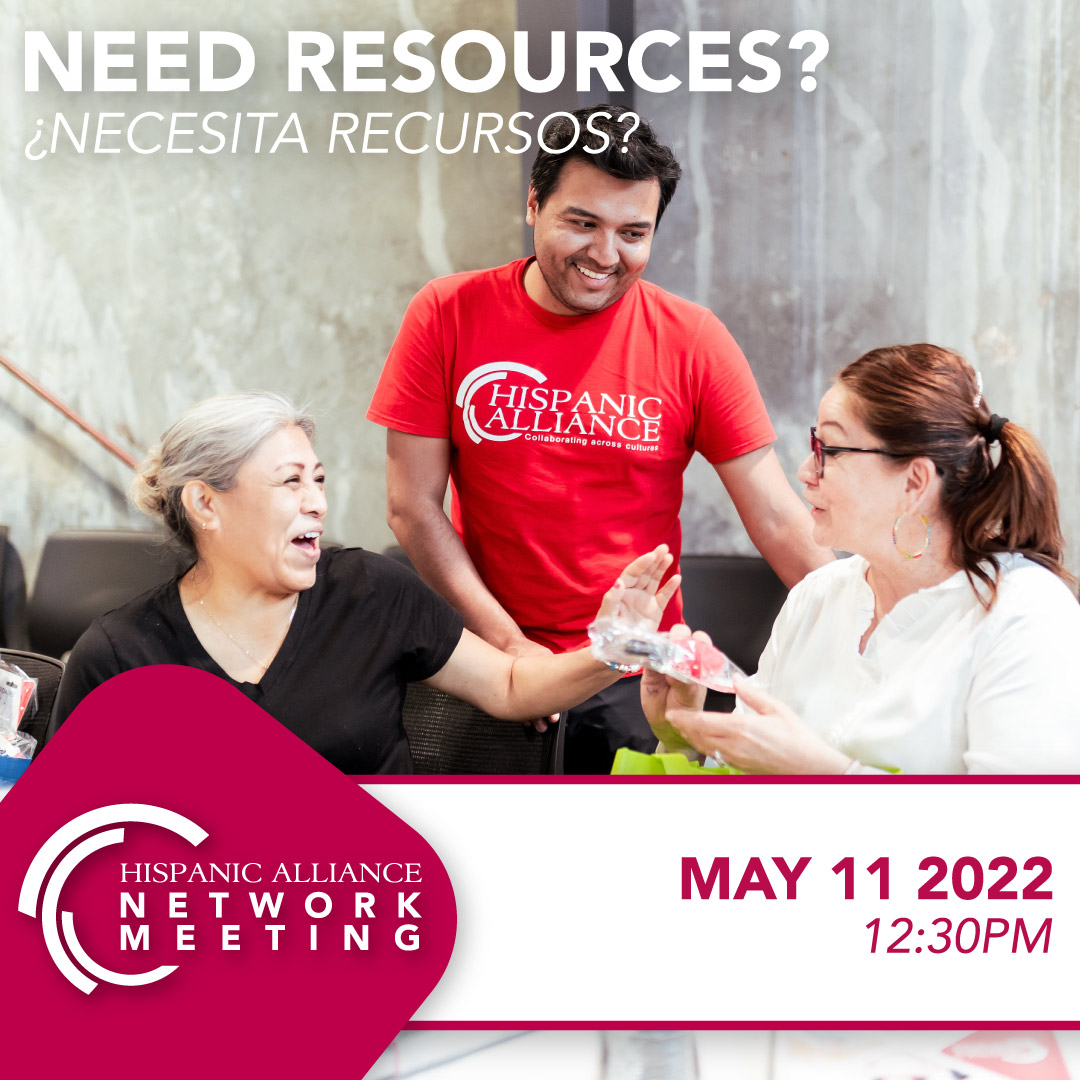 NEED RESOURCES?
¿NECESITA RECURSOS?
HISPANIC
ALLIANCE
Collaborating across cultures
HISPANIC ALLIANCE
NETWORK
MEETING
MAY 11 2022
12:30PM